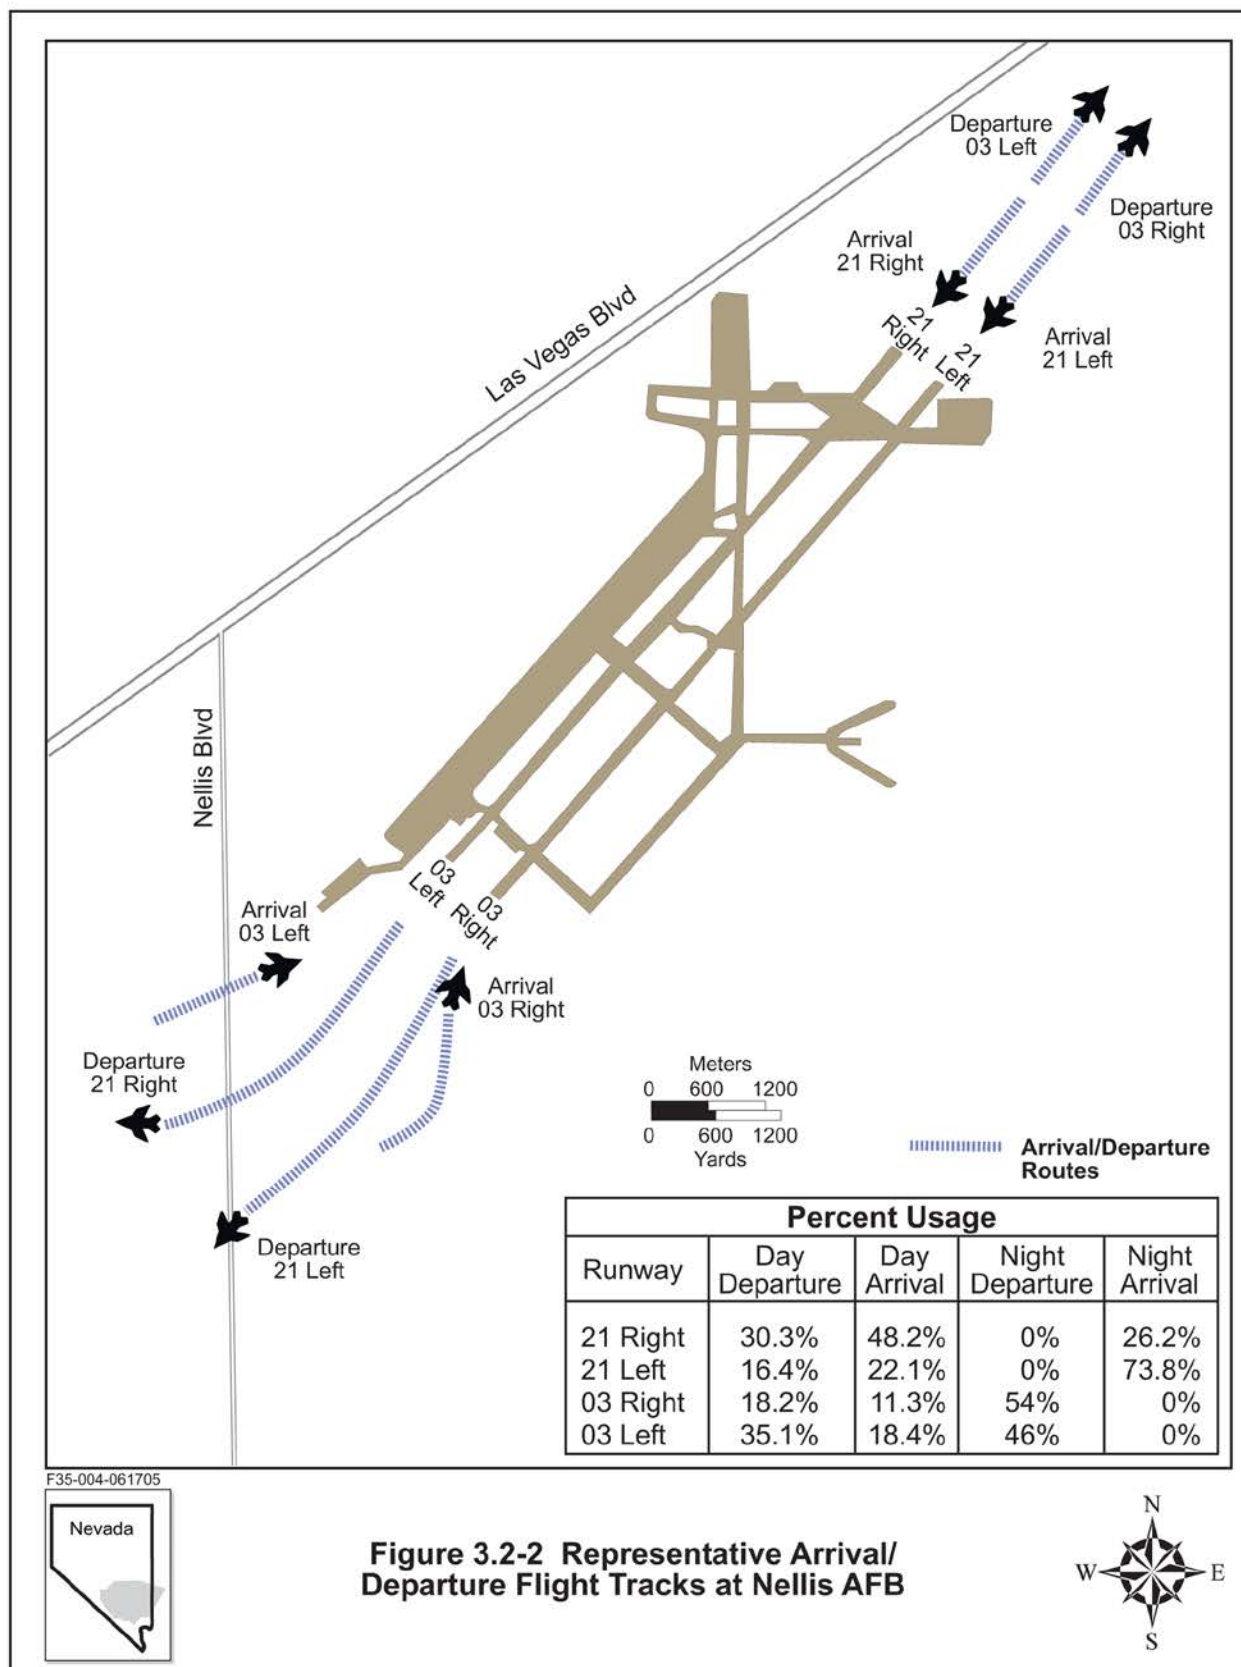 Departure
03 Left
Departure
03 Right
Arrival
21 Right
Arrival
21 Left
21
Right
21
Left
Las Vegas Blvd
Nellis Blvd
03
Left
03
Right
Arrival
03 Left
Arrival
03 Right
Departure
21 Right
Departure
21 Left
Meters
0 600 1200
0 600 1200
Yards
Arrival/Departure
Routes
Percent Usage
Runway Day Departure Day Arrival Night Departure Night Arrival
21 Right 30.3% 48.2% 0% 26.2%
21 Left 16.4% 22.1% 0% 73.8%
03 Right 18.2% 11.3% 54% 0%
03 Left 35.1% 18.4% 46% 0%
F35-004-061705
Nevada
Figure 3.2-2 Representative Arrival/
Departure Flight Tracks at Nellis AFB
N
W E
S